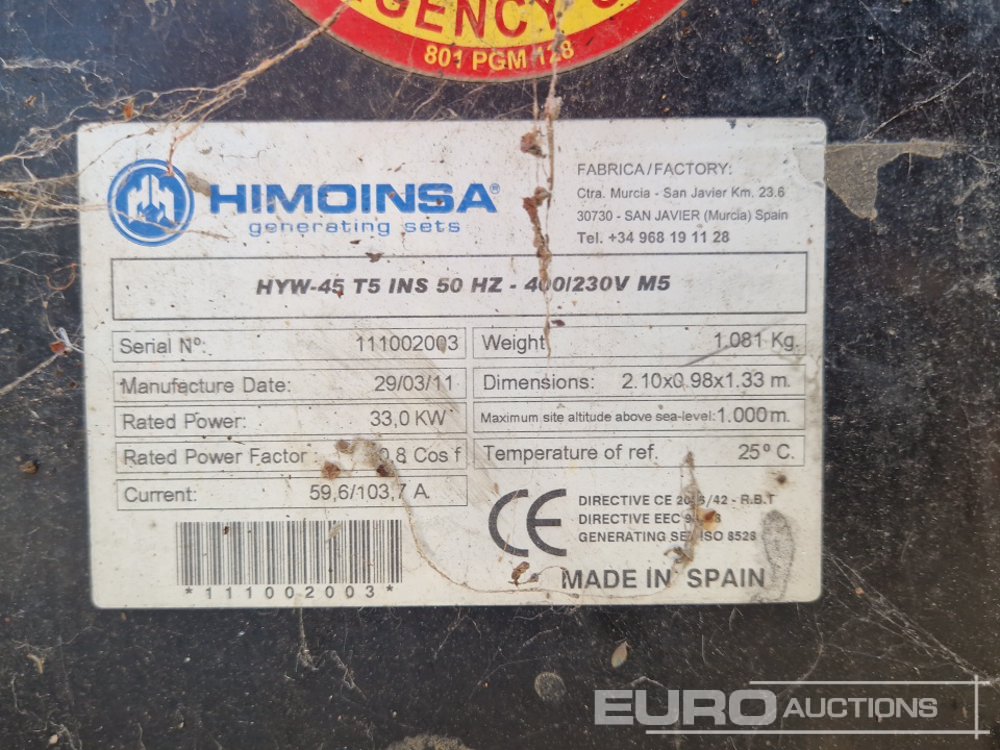 801 PGM 128
HIMOINSA®
generating sets
FABRICA/FACTORY:
Ctra. Murcia - San Javier Km. 23.6
30730 - SAN JAVIER (Murcia) Spain
Tel. +34 968 19 11 28
HYW-45 T5 INS 50 HZ - 400/230V M5
Serial Nº: 111002003
Manufacture Date: 29/03/11
Rated Power: 33,0 KW
Rated Power Factor : 0,8 Cos f
Current: 59,6/103,7 A
Weight 1.081 Kg.
Dimensions: 2.10x0.98x1.33 m.
Maximum site altitude above sea-level: 1.000 m.
Temperature of ref. 25º C.
CE
DIRECTIVE CE /42 - R.B.T
DIRECTIVE EEC
GENERATING SET ISO 8528
*111002003*
MADE IN SPAIN
EURO AUCTIONS